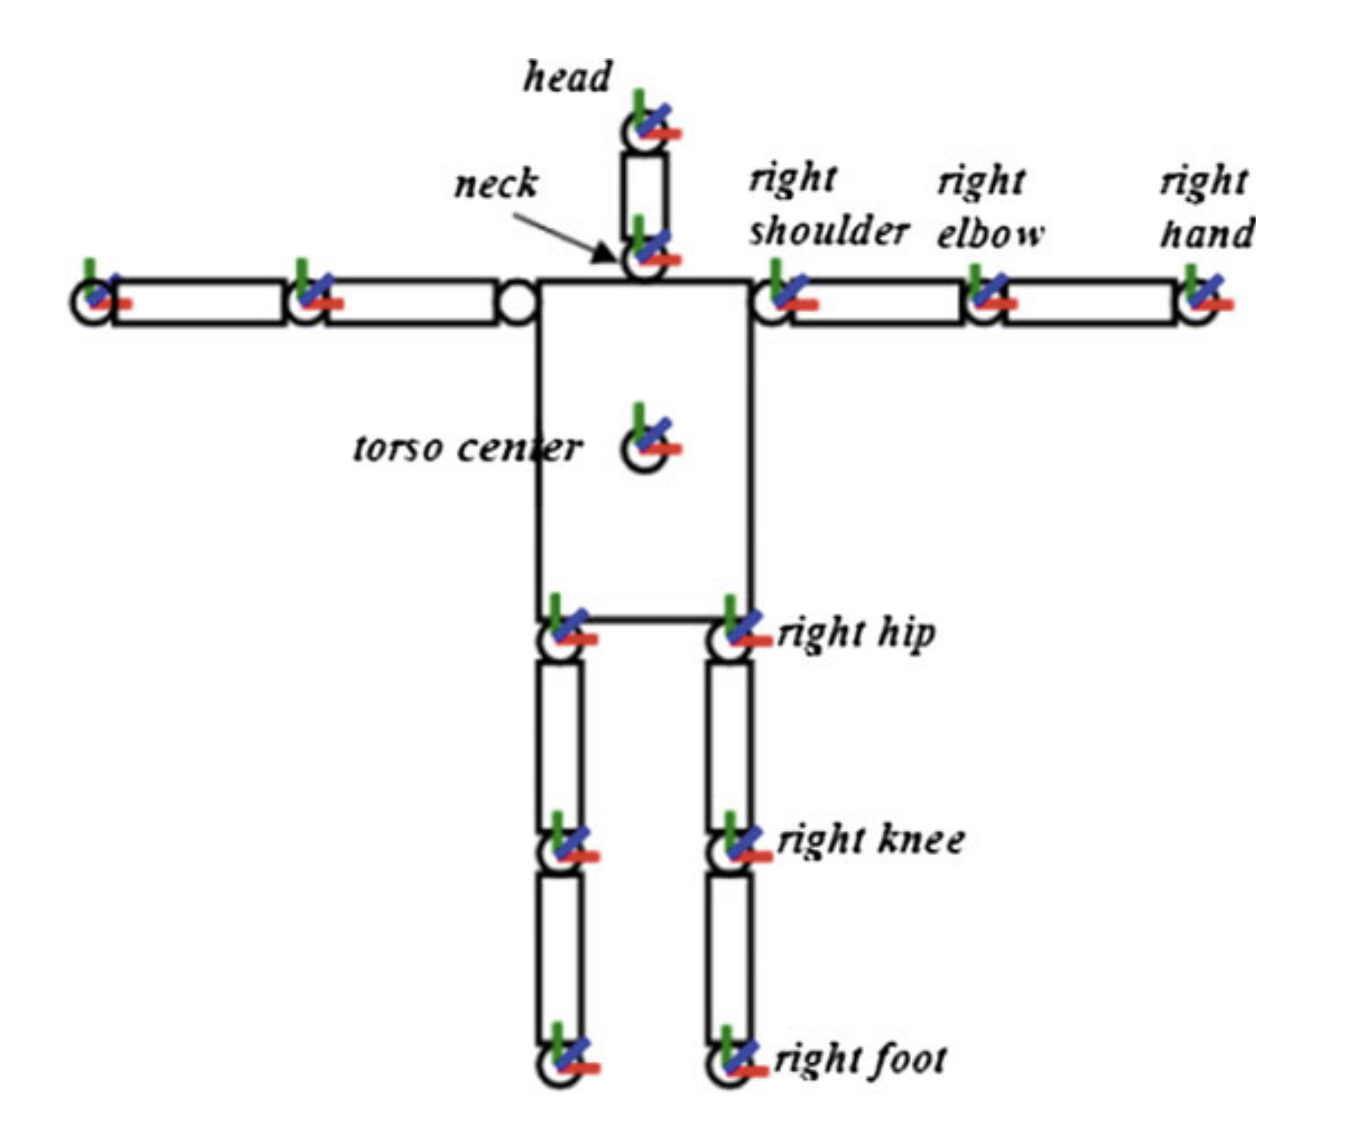 head
neck
right
shoulder
right
elbow
right
hand
torso center
right hip
right knee
right foot